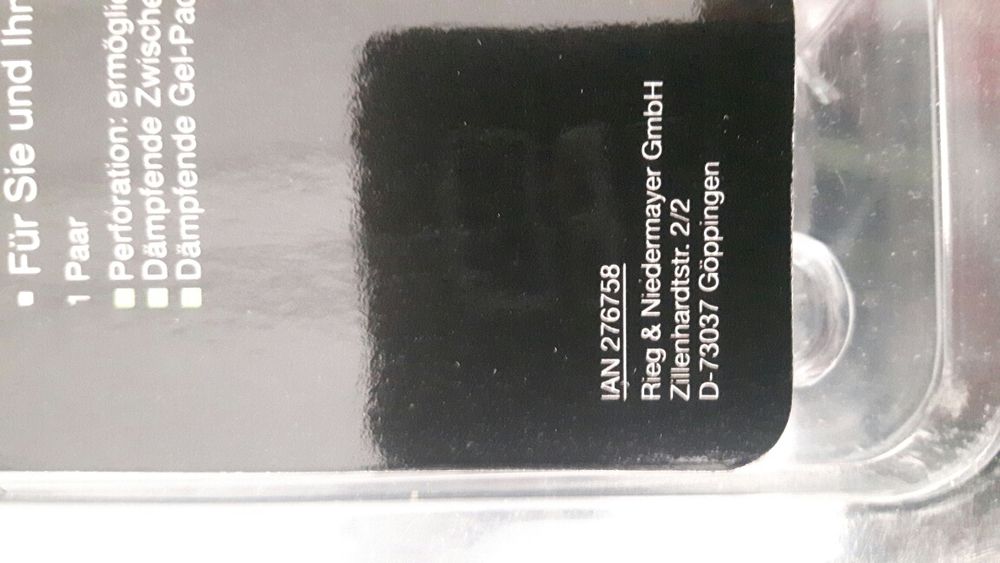 • Für Sie und Ihr
1 Paar
Perforation: ermöglic
Dämpfende Zwische
Dämpfende Gel-Pad
IAN 276758
Rieg & Niedermayer GmbH
Zillenhardtstr. 2/2
D-73037 Göppingen